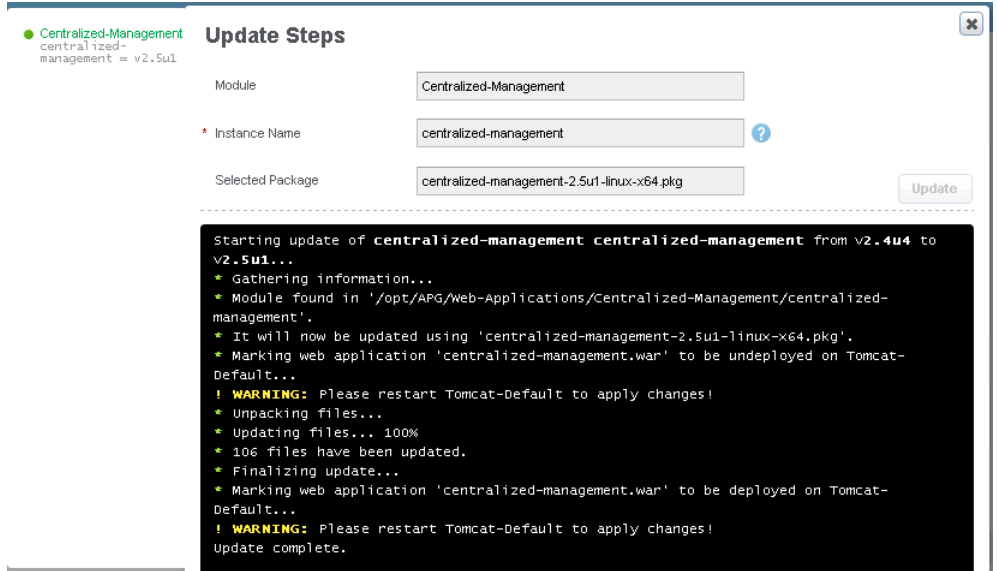 Centralized-Management
centralized-
management = v2.5u1
Update Steps
Module
Centralized-Management
* Instance Name
centralized-management
?
Selected Package
centralized-management-2.5u1-linux-x64.pkg
Update
Starting update of centralized-management centralized-management from v2.4u4 to
v2.5u1...
* Gathering information...
* Module found in '/opt/APG/Web-Applications/Centralized-Management/centralized-
management'.
* It will now be updated using 'centralized-management-2.5u1-linux-x64.pkg'.
* Marking web application 'centralized-management.war' to be undeployed on Tomcat-
Default...
! WARNING: Please restart Tomcat-Default to apply changes!
* Unpacking files...
* Updating files... 100%
* 106 files have been updated.
* Finalizing update...
* Marking web application 'centralized-management.war' to be deployed on Tomcat-
Default...
! WARNING: Please restart Tomcat-Default to apply changes!
Update complete.